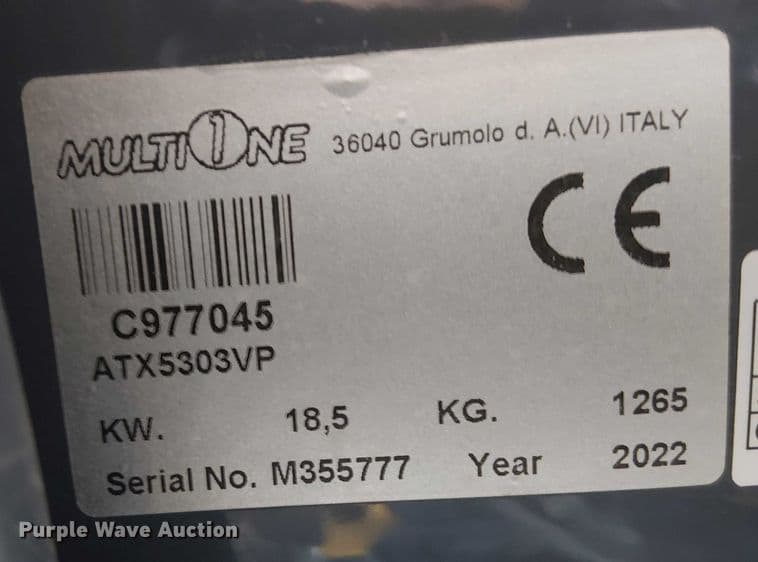 MULTIONE 36040 Grumolo d. A.(VI) ITALY
CE
C977045
ATX5303VP
KW. 18,5 KG. 1265
Serial No. M355777 Year 2022
Purple Wave Auction